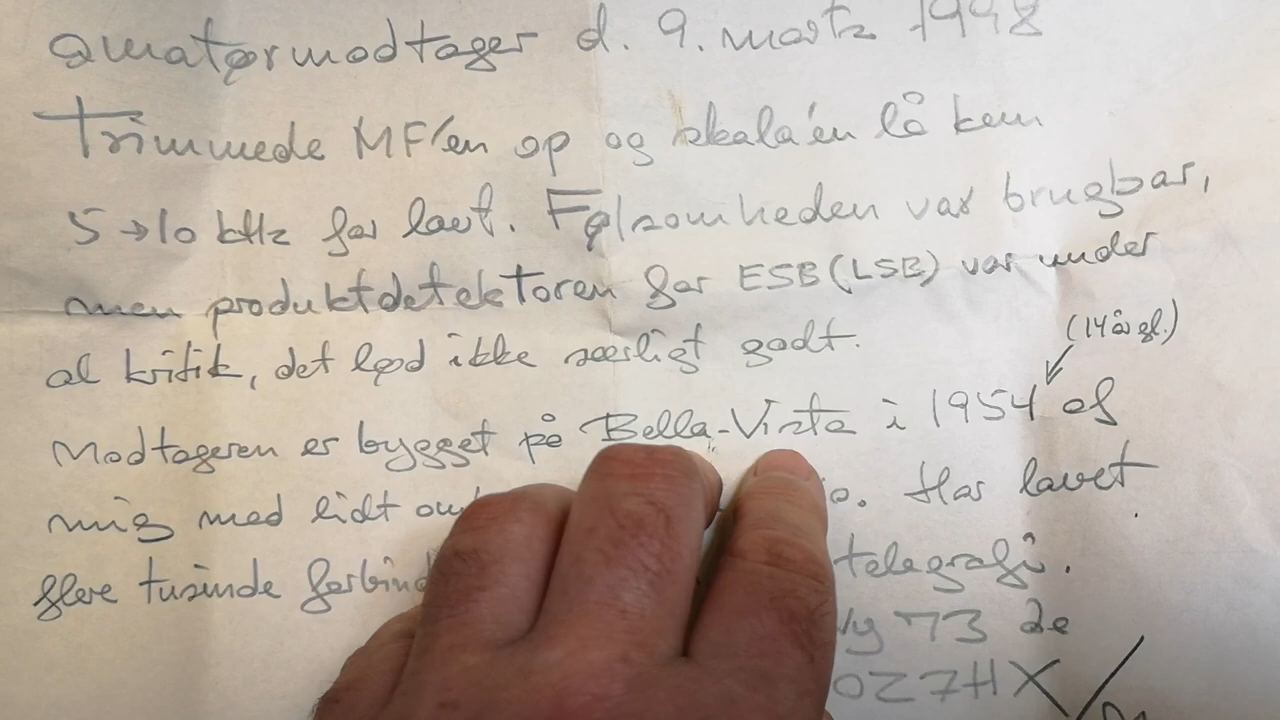 amatørmodtager d. 9. marts 1998
Trimmede MF'en op og skala'en lå kun
5→10 kHz for lavt. Følsomheden var brugbar,
men produktdetektoren for ESB (LSB) var under
al kritik, det lød ikke særligt godt.
(14 år gl.)
Modtageren er bygget på Bella-Vista i 1954 af
mig med lidt o. Har lavet
flere tusinde forbind telegrafi.
Vy 73 de
OZ7HX/